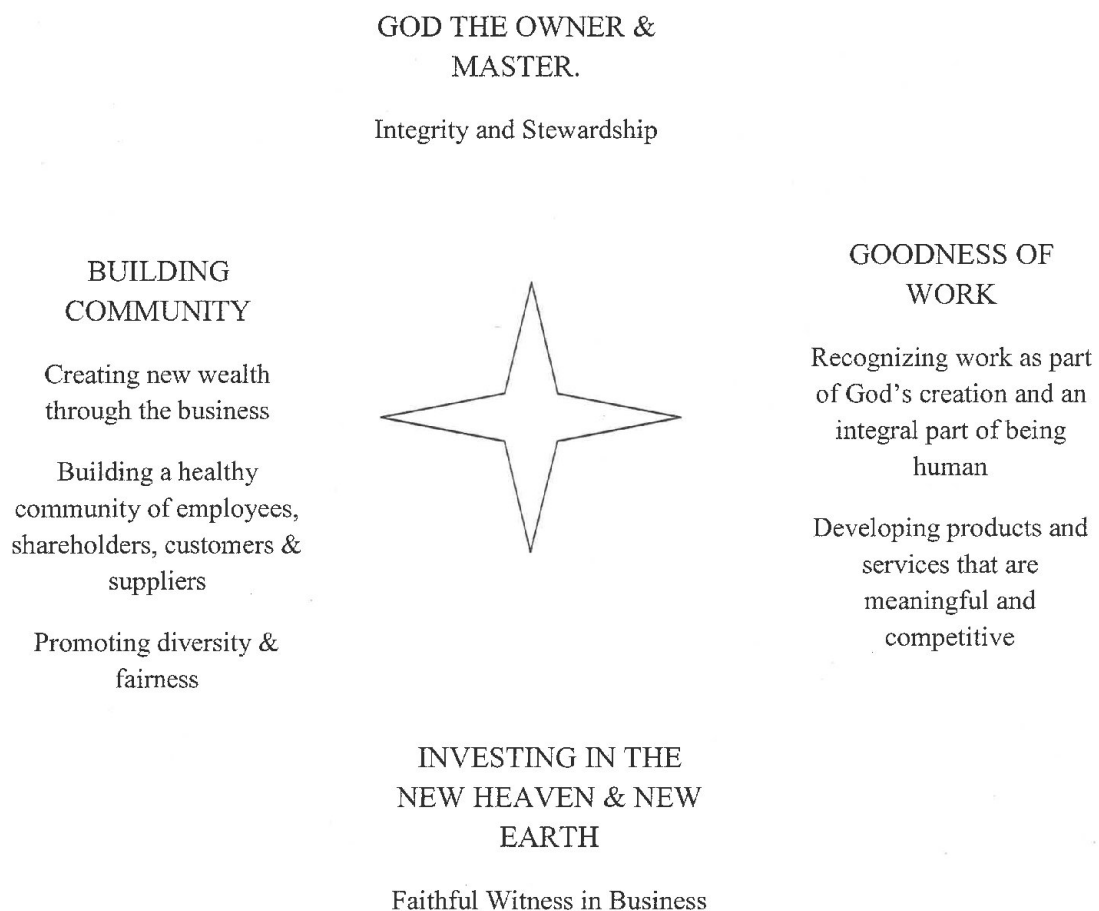 GOD THE OWNER &
MASTER.
Integrity and Stewardship
BUILDING
COMMUNITY
Creating new wealth
through the business
Building a healthy
community of employees,
shareholders, customers &
suppliers
Promoting diversity &
fairness
GOODNESS OF
WORK
Recognizing work as part
of God's creation and an
integral part of being
human
Developing products and
services that are
meaningful and
competitive
INVESTING IN THE
NEW HEAVEN & NEW
EARTH
Faithful Witness in Business